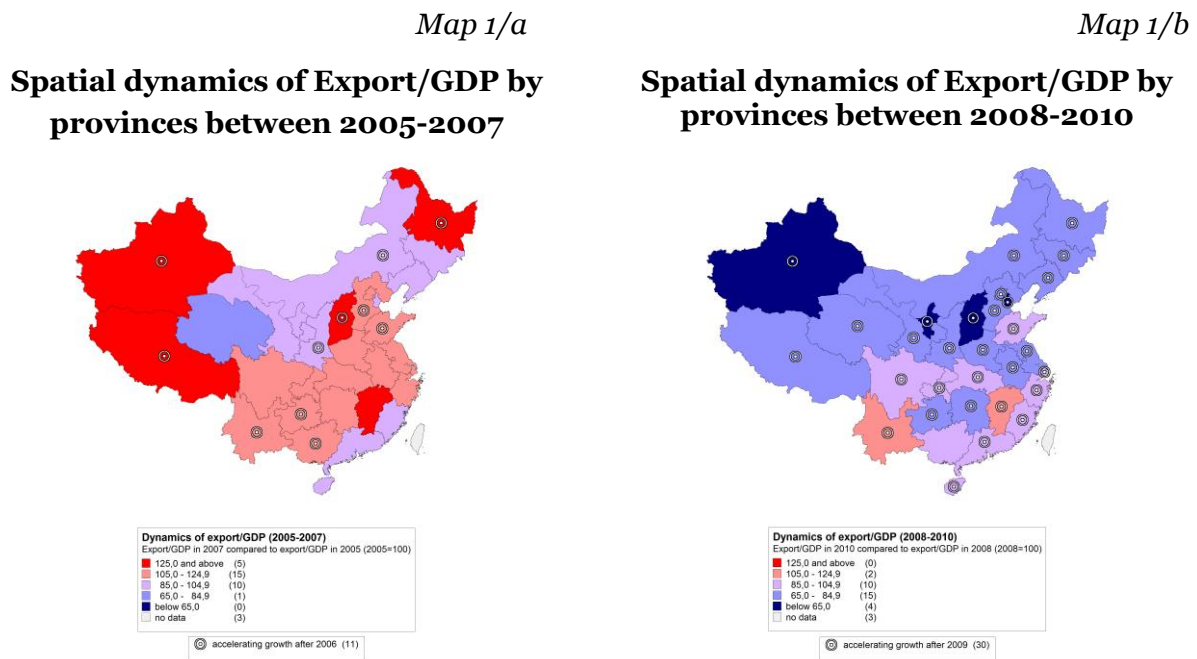 Map 1/a
Spatial dynamics of Export/GDP by
provinces between 2005-2007
Dynamics of export/GDP (2005-2007)
Export/GDP in 2007 compared to export/GDP in 2005 (2005=100)
125,0 and above (5)
105,0 - 124,9 (15)
85,0 - 104,9 (10)
65,0 - 84,9 (1)
below 65,0 (0)
no data (3)
accelerating growth after 2006 (11)
Map 1/b
Spatial dynamics of Export/GDP by
provinces between 2008-2010
Dynamics of export/GDP (2008-2010)
Export/GDP in 2010 compared to export/GDP in 2008 (2008=100)
125,0 and above (0)
105,0 - 124,9 (2)
85,0 - 104,9 (10)
65,0 - 84,9 (15)
below 65,0 (4)
no data (3)
accelerating growth after 2009 (30)